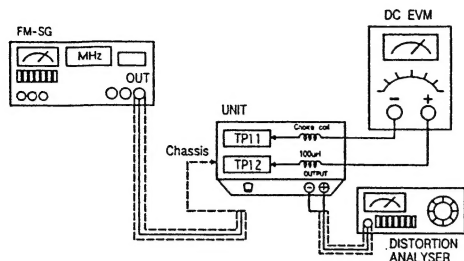 FM-SG
MHz
OUT
DC EVM
− +
UNIT
TP11
Choke coil
Chassis
TP12
100μH
OUTPUT
− +
DISTORTION
ANALYSER